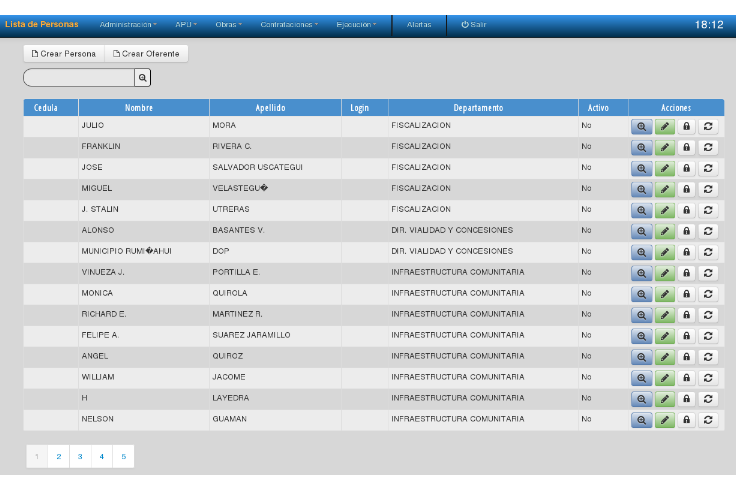 Lista de Personas Administración APU Obras Contrataciones Ejecución Alertas Salir 18:12
Crear Persona Crear Oferente
Cedula Nombre Apellido Login Departamento Activo Acciones
JULIO MORA FISCALIZACION No
FRANKLIN RIVERA C. FISCALIZACION No
JOSE SALVADOR USCATEGUI FISCALIZACION No
MIGUEL VELASTEGU� FISCALIZACION No
J. STALIN UTRERAS FISCALIZACION No
ALONSO BASANTES V. DIR. VIALIDAD Y CONCESIONES No
MUNICIPIO RUMI�AHUI DOP DIR. VIALIDAD Y CONCESIONES No
VINUEZA J. PORTILLA E. INFRAESTRUCTURA COMUNITARIA No
MONICA QUIROLA INFRAESTRUCTURA COMUNITARIA No
RICHARD E. MARTINEZ R. INFRAESTRUCTURA COMUNITARIA No
FELIPE A. SUAREZ JARAMILLO INFRAESTRUCTURA COMUNITARIA No
ANGEL QUIROZ INFRAESTRUCTURA COMUNITARIA No
WILLIAM JACOME INFRAESTRUCTURA COMUNITARIA No
H LAYEDRA INFRAESTRUCTURA COMUNITARIA No
NELSON GUAMAN INFRAESTRUCTURA COMUNITARIA No
1 2 3 4 5